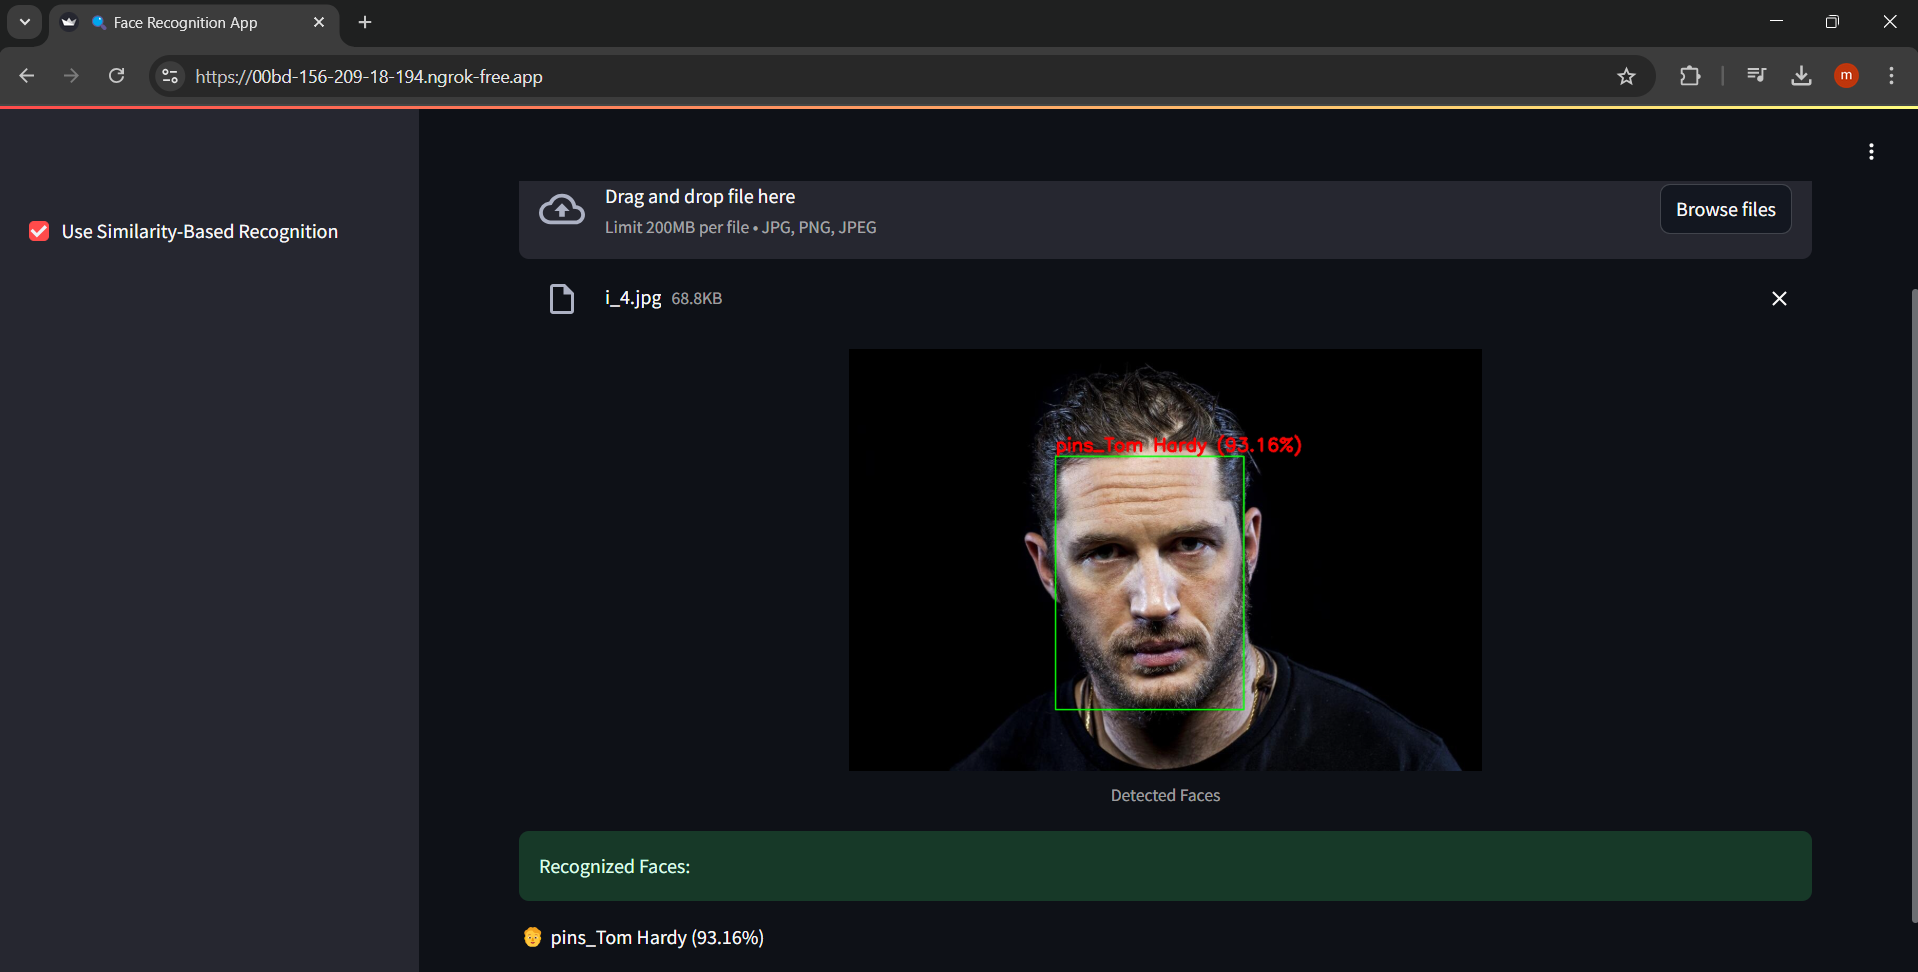 Face Recognition App
https://00bd-156-209-18-194.ngrok-free.app
m
Use Similarity-Based Recognition
Drag and drop file here
Limit 200MB per file • JPG, PNG, JPEG
Browse files
i_4.jpg 68.8KB
pins_Tom Hardy (93.16%)
Detected Faces
Recognized Faces:
pins_Tom Hardy (93.16%)